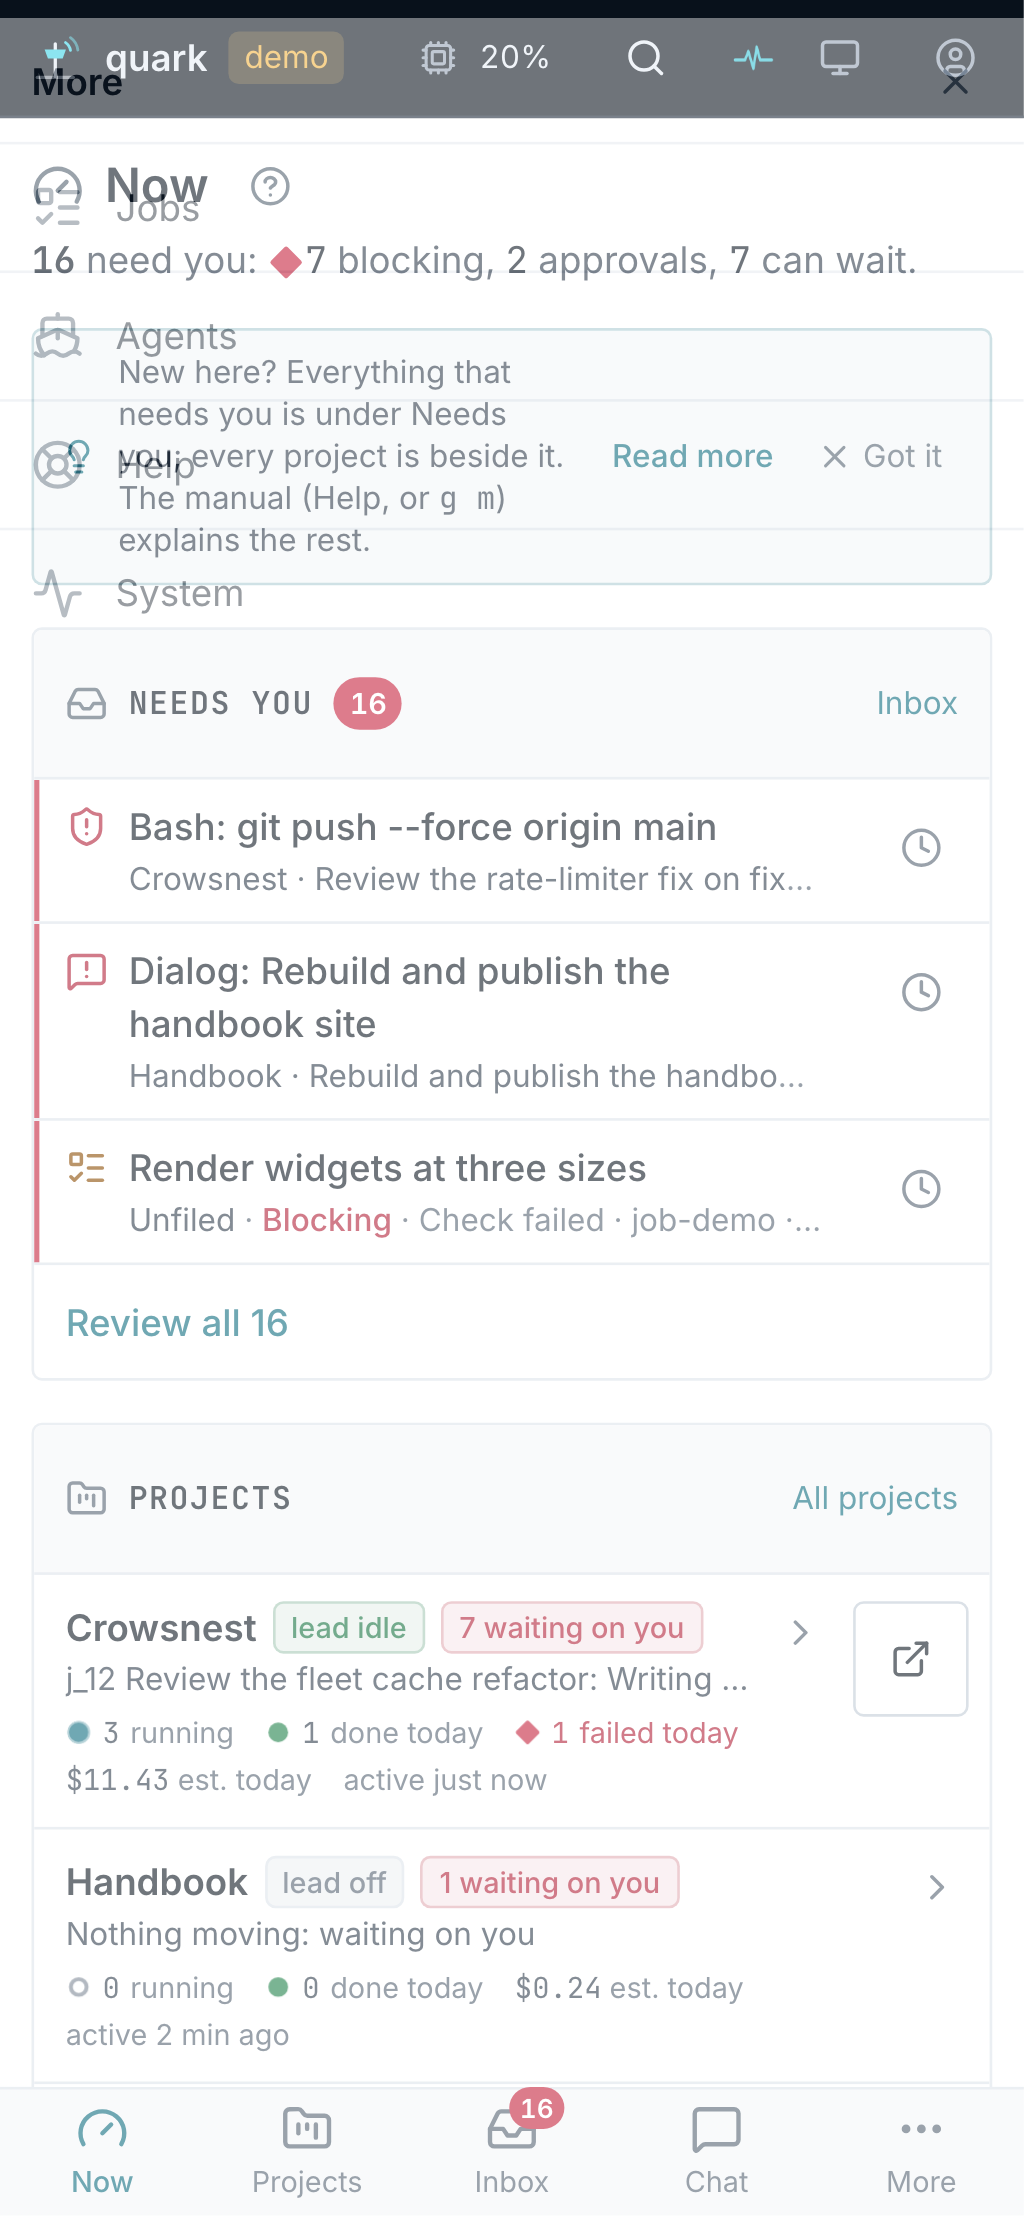 quark demo 20%
More
Now
Jobs
16 need you: 7 blocking, 2 approvals, 7 can wait.
Agents
New here? Everything that
needs you is under Needs
you, every project is beside it.
Help
Read more
Got it
The manual (Help, or g m)
explains the rest.
System
NEEDS YOU 16
Inbox
Bash: git push --force origin main
Crowsnest · Review the rate-limiter fix on fix...
Dialog: Rebuild and publish the
handbook site
Handbook · Rebuild and publish the handbo...
Render widgets at three sizes
Unfiled · Blocking · Check failed · job-demo ·...
Review all 16
PROJECTS
All projects
Crowsnest lead idle 7 waiting on you
j_12 Review the fleet cache refactor: Writing ...
3 running 1 done today 1 failed today
$11.43 est. today active just now
Handbook lead off 1 waiting on you
Nothing moving: waiting on you
0 running 0 done today $0.24 est. today
active 2 min ago
16
Now Projects Inbox Chat More